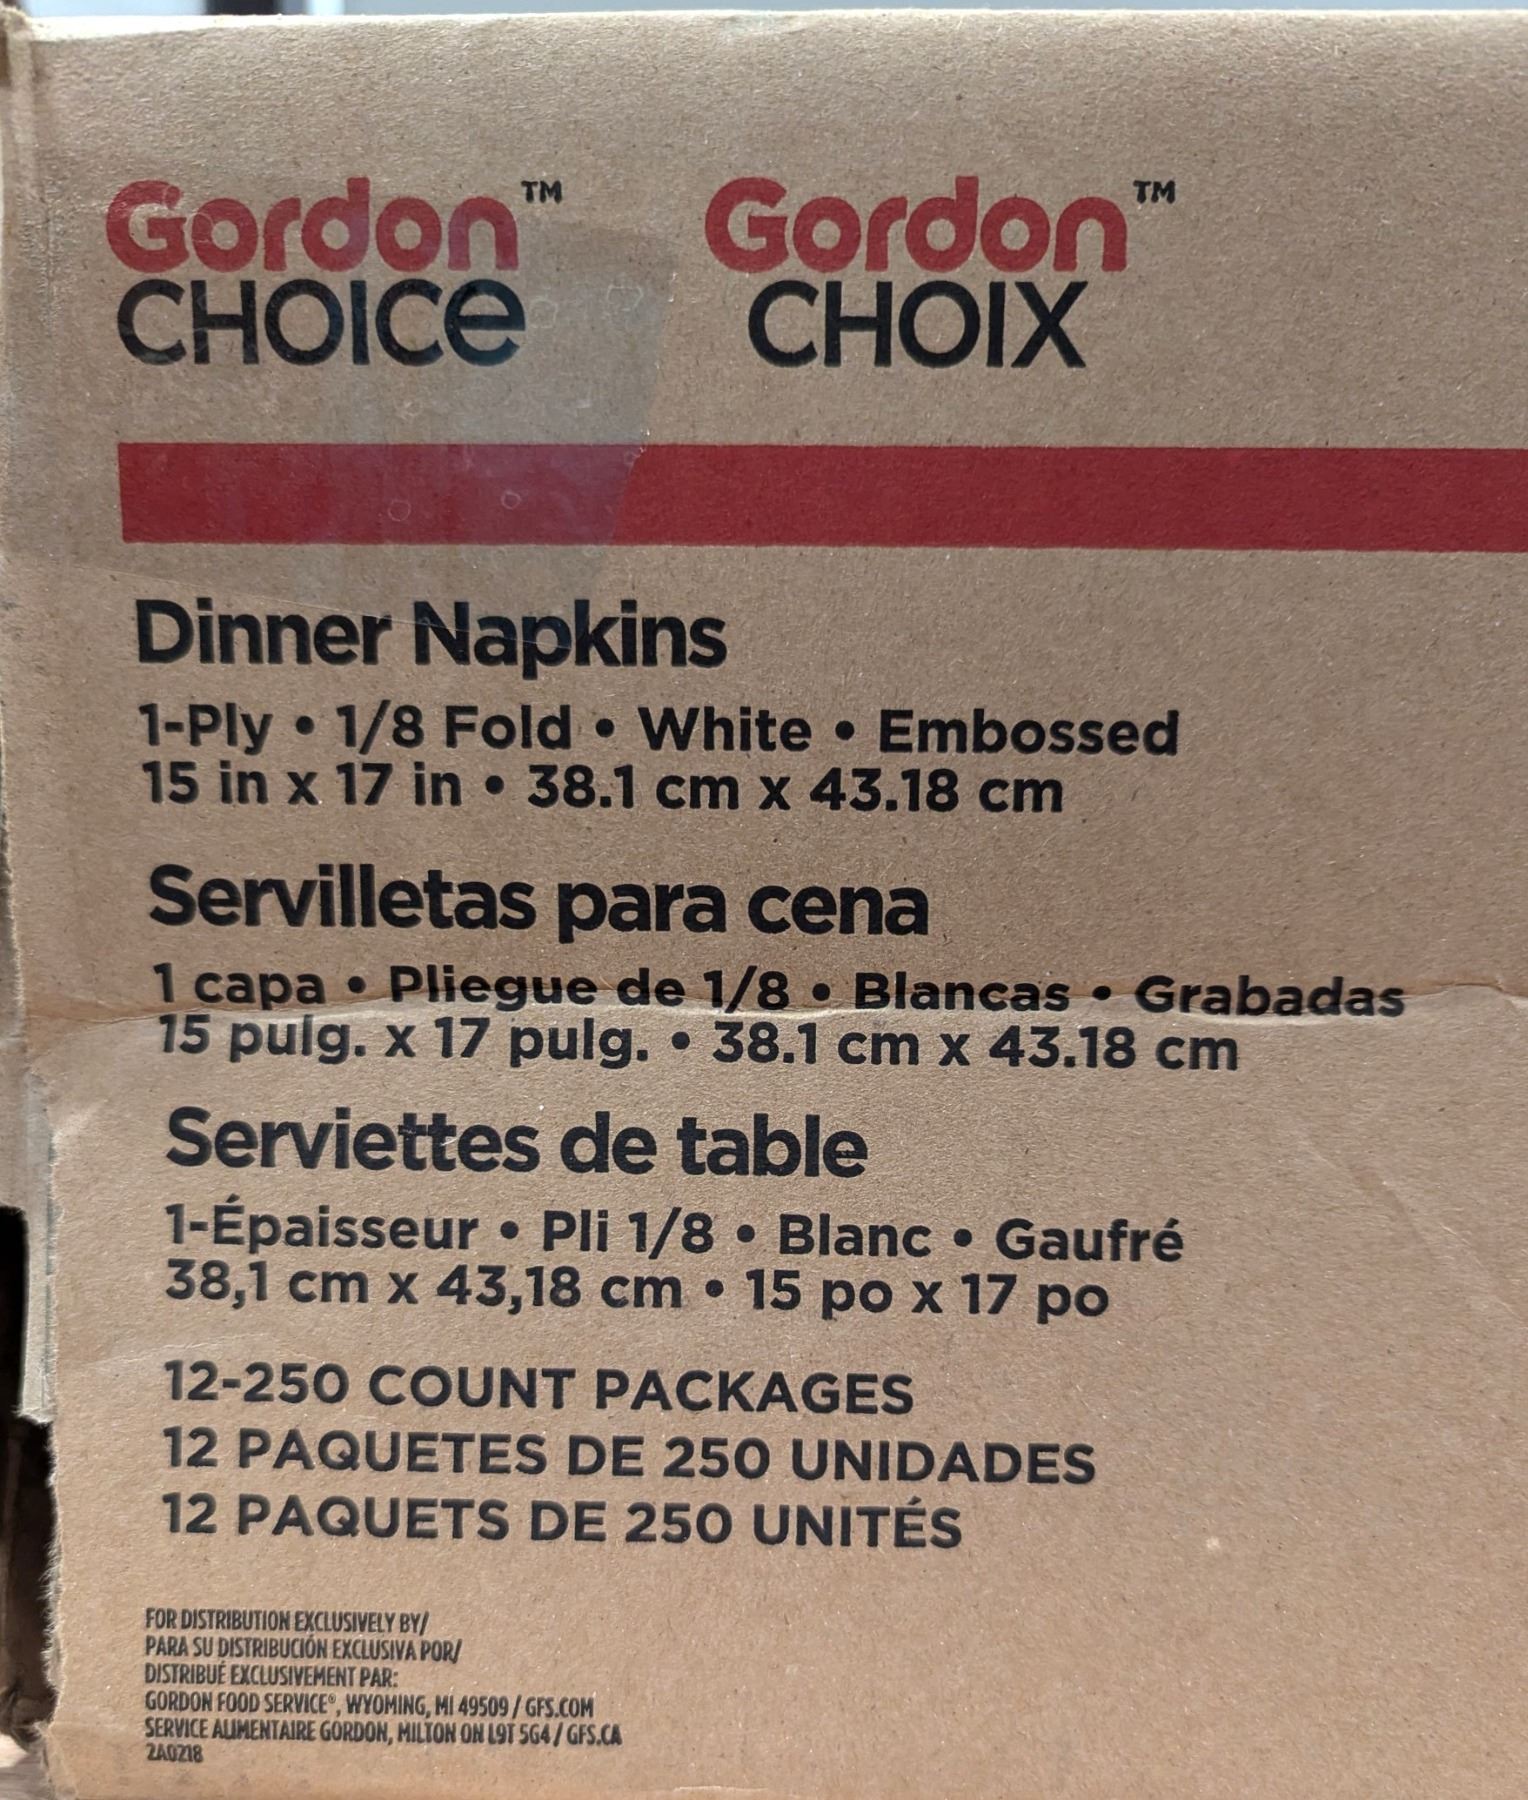 Gordon™ Gordon™
CHOICe CHOIX
Dinner Napkins
1-Ply • 1/8 Fold • White • Embossed
15 in x 17 in • 38.1 cm x 43.18 cm
Servilletas para cena
1 capa • Pliegue de 1/8 • Blancas • Grabadas
15 pulg. x 17 pulg. • 38.1 cm x 43.18 cm
Serviettes de table
1-Épaisseur • Pli 1/8 • Blanc • Gaufré
38,1 cm x 43,18 cm • 15 po x 17 po
12-250 COUNT PACKAGES
12 PAQUETES DE 250 UNIDADES
12 PAQUETS DE 250 UNITÉS
FOR DISTRIBUTION EXCLUSIVELY BY/
PARA SU DISTRIBUCIÓN EXCLUSIVA POR/
DISTRIBUÉ EXCLUSIVEMENT PAR:
GORDON FOOD SERVICE®, WYOMING, MI 49509 / GFS.COM
SERVICE ALIMENTAIRE GORDON, MILTON ON L9T 5G4 / GFS.CA
2A0218